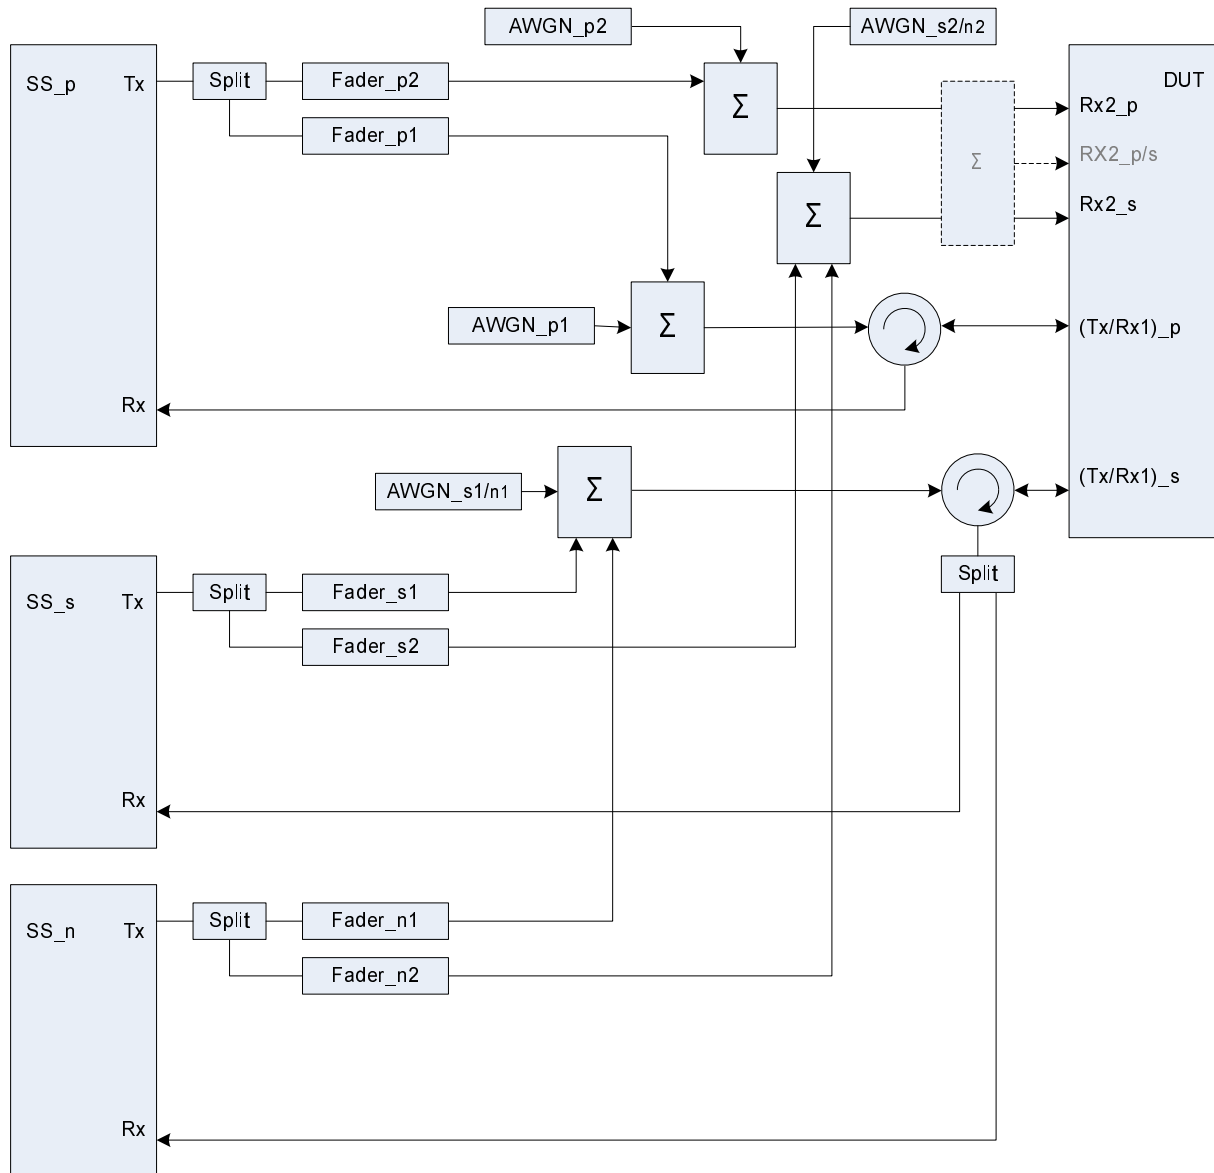 AWGN_p2
AWGN_s2/n2
SS_p
Tx
Split
Fader_p2
Σ
DUT
Rx2_p
Fader_p1
Σ
RX2_p/s
Σ
Rx2_s
AWGN_p1
Σ
(Tx/Rx1)_p
Rx
AWGN_s1/n1
Σ
(Tx/Rx1)_s
Split
SS_s
Tx
Split
Fader_s1
Fader_s2
Rx
SS_n
Tx
Split
Fader_n1
Fader_n2
Rx